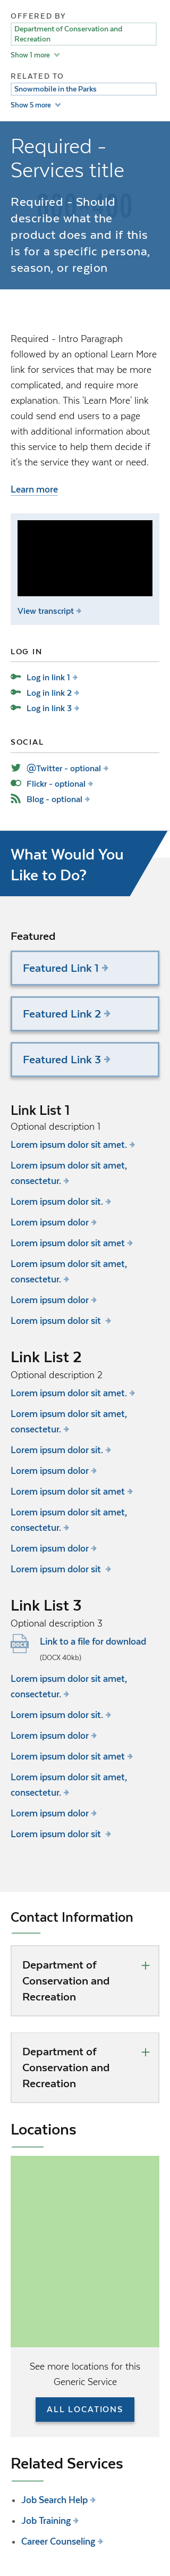 OFFERED BY
Department of Conservation and
Recreation
Show 1 more
RELATED TO
Snowmobile in the Parks
Show 5 more
Required -
Services title
Required - Should
describe what the
product does and if this
is for a specific persona,
season, or region
Required - Intro Paragraph
followed by an optional Learn More
link for services that may be more
complicated, and require more
explanation. This 'Learn More' link
could send end users to a page
with additional information about
this service to help them decide if
it's the service they want or need.
Learn more
View transcript
LOG IN
Log in link 1
Log in link 2
Log in link 3
SOCIAL
@Twitter - optional
Flickr - optional
Blog - optional
What Would You
Like to Do?
Featured
Featured Link 1
Featured Link 2
Featured Link 3
Link List 1
Optional description 1
Lorem ipsum dolor sit amet.
Lorem ipsum dolor sit amet,
consectetur.
Lorem ipsum dolor sit.
Lorem ipsum dolor
Lorem ipsum dolor sit amet
Lorem ipsum dolor sit amet,
consectetur.
Lorem ipsum dolor
Lorem ipsum dolor sit
Link List 2
Optional description 2
Lorem ipsum dolor sit amet.
Lorem ipsum dolor sit amet,
consectetur.
Lorem ipsum dolor sit.
Lorem ipsum dolor
Lorem ipsum dolor sit amet
Lorem ipsum dolor sit amet,
consectetur.
Lorem ipsum dolor
Lorem ipsum dolor sit
Link List 3
Optional description 3
DOCX Link to a file for download
(DOCX 40kb)
Lorem ipsum dolor sit amet,
consectetur.
Lorem ipsum dolor sit.
Lorem ipsum dolor
Lorem ipsum dolor sit amet
Lorem ipsum dolor sit amet,
consectetur.
Lorem ipsum dolor
Lorem ipsum dolor sit
Contact Information
Department of
Conservation and
Recreation
Department of
Conservation and
Recreation
Locations
See more locations for this
Generic Service
ALL LOCATIONS
Related Services
Job Search Help
Job Training
Career Counseling